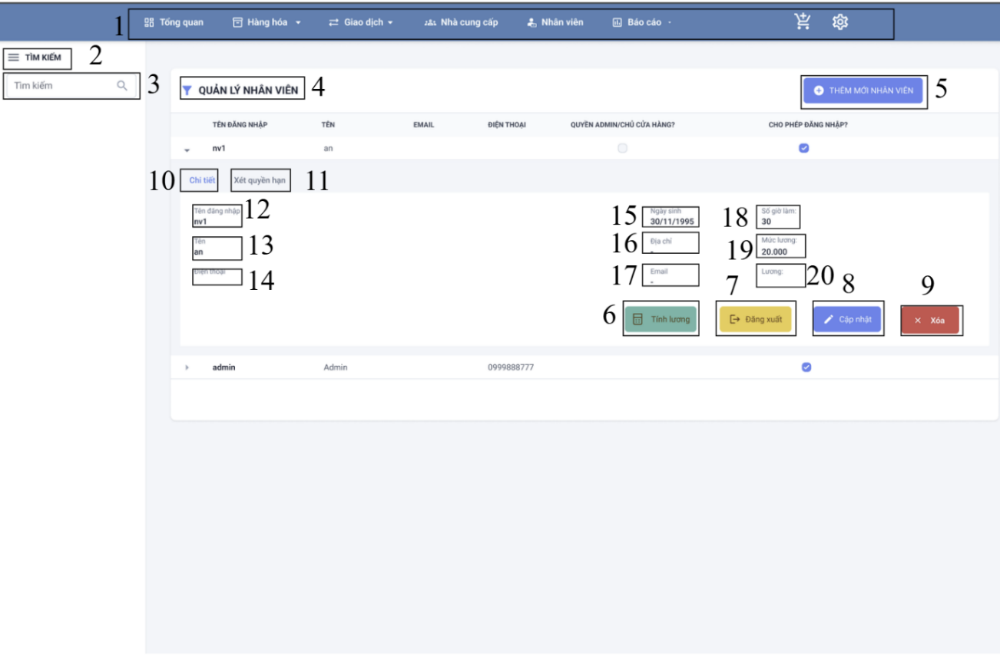 1 Tổng quan Hàng hóa Giao dịch Nhà cung cấp Nhân viên Báo cáo
TÌM KIẾM 2
Tìm kiếm 3
QUẢN LÝ NHÂN VIÊN 4 THÊM MỚI NHÂN VIÊN 5
TÊN ĐĂNG NHẬP TÊN EMAIL ĐIỆN THOẠI QUYỀN ADMIN/CHỦ CỬA HÀNG? CHO PHÉP ĐĂNG NHẬP?
nv1 an
10 Chi tiết Xét quyền hạn 11
Tên đăng nhập 12 15 Ngày sinh 18 Số giờ làm:
nv1 30/11/1995 30
Tên 13 16 Địa chỉ 19 Mức lương:
an - 20.000
Điện thoại 14 17 Email 7 Lương: 20 8 9
-
6 Tính lương Đăng xuất Cập nhật Xóa
admin Admin 0999888777